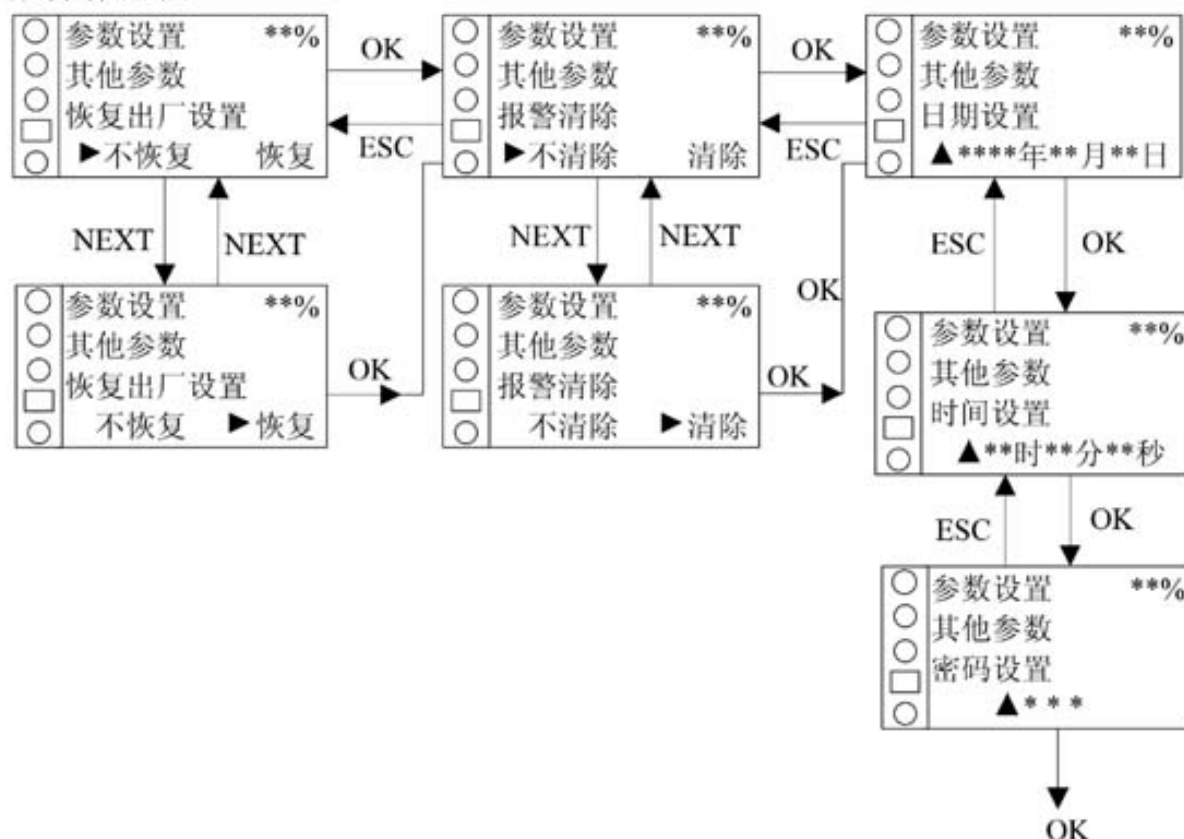 参数设置 **%
其他参数
恢复出厂设置
▶不恢复 恢复
OK
ESC
参数设置 **%
其他参数
报警清除
▶不清除 清除
OK
ESC
参数设置 **%
其他参数
日期设置
▲****年**月**日
NEXT
NEXT
NEXT
NEXT
ESC
OK
参数设置 **%
其他参数
恢复出厂设置
不恢复 ▶恢复
OK
参数设置 **%
其他参数
报警清除
不清除 ▶清除
OK
OK
参数设置 **%
其他参数
时间设置
▲**时**分**秒
ESC
OK
参数设置 **%
其他参数
密码设置
▲* * *
OK